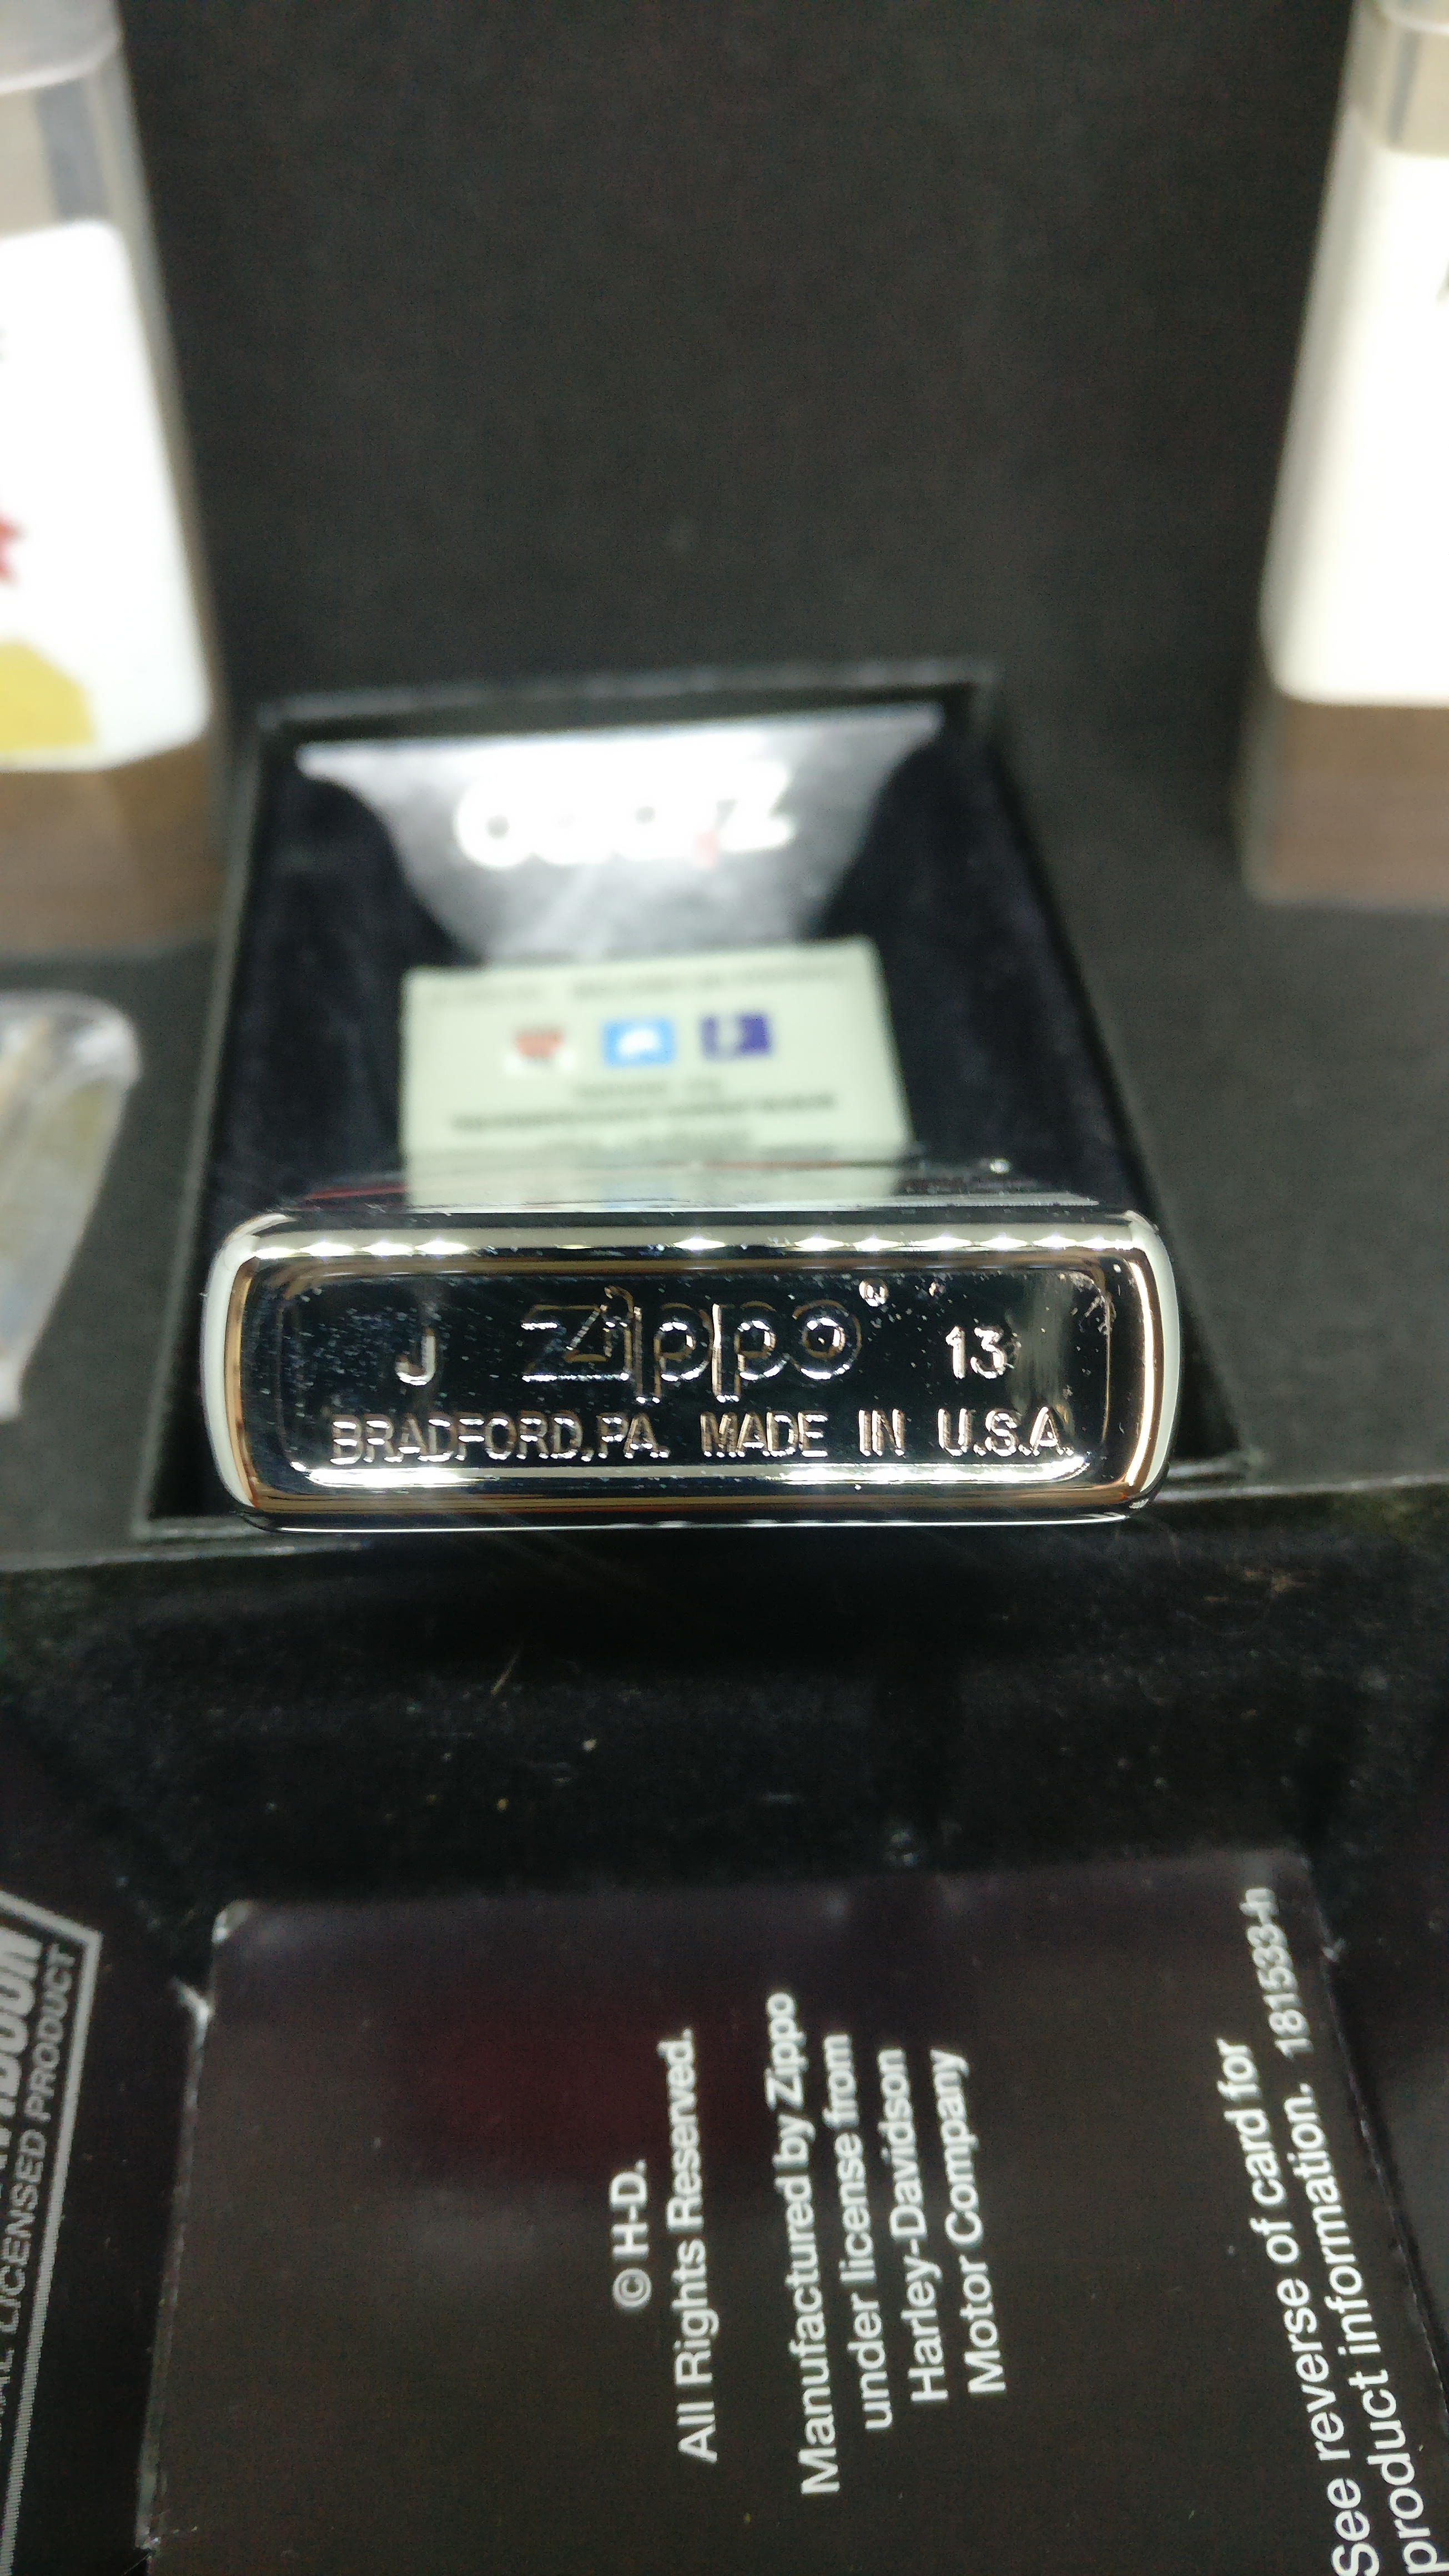 J zippo® 13
BRADFORD,PA. MADE IN U.S.A.
LICENSED PRODUCT
© H-D.
All Rights Reserved.
Manufactured by Zippo
under license from
Harley-Davidson
Motor Company
See reverse of card for
product information. 181533-h